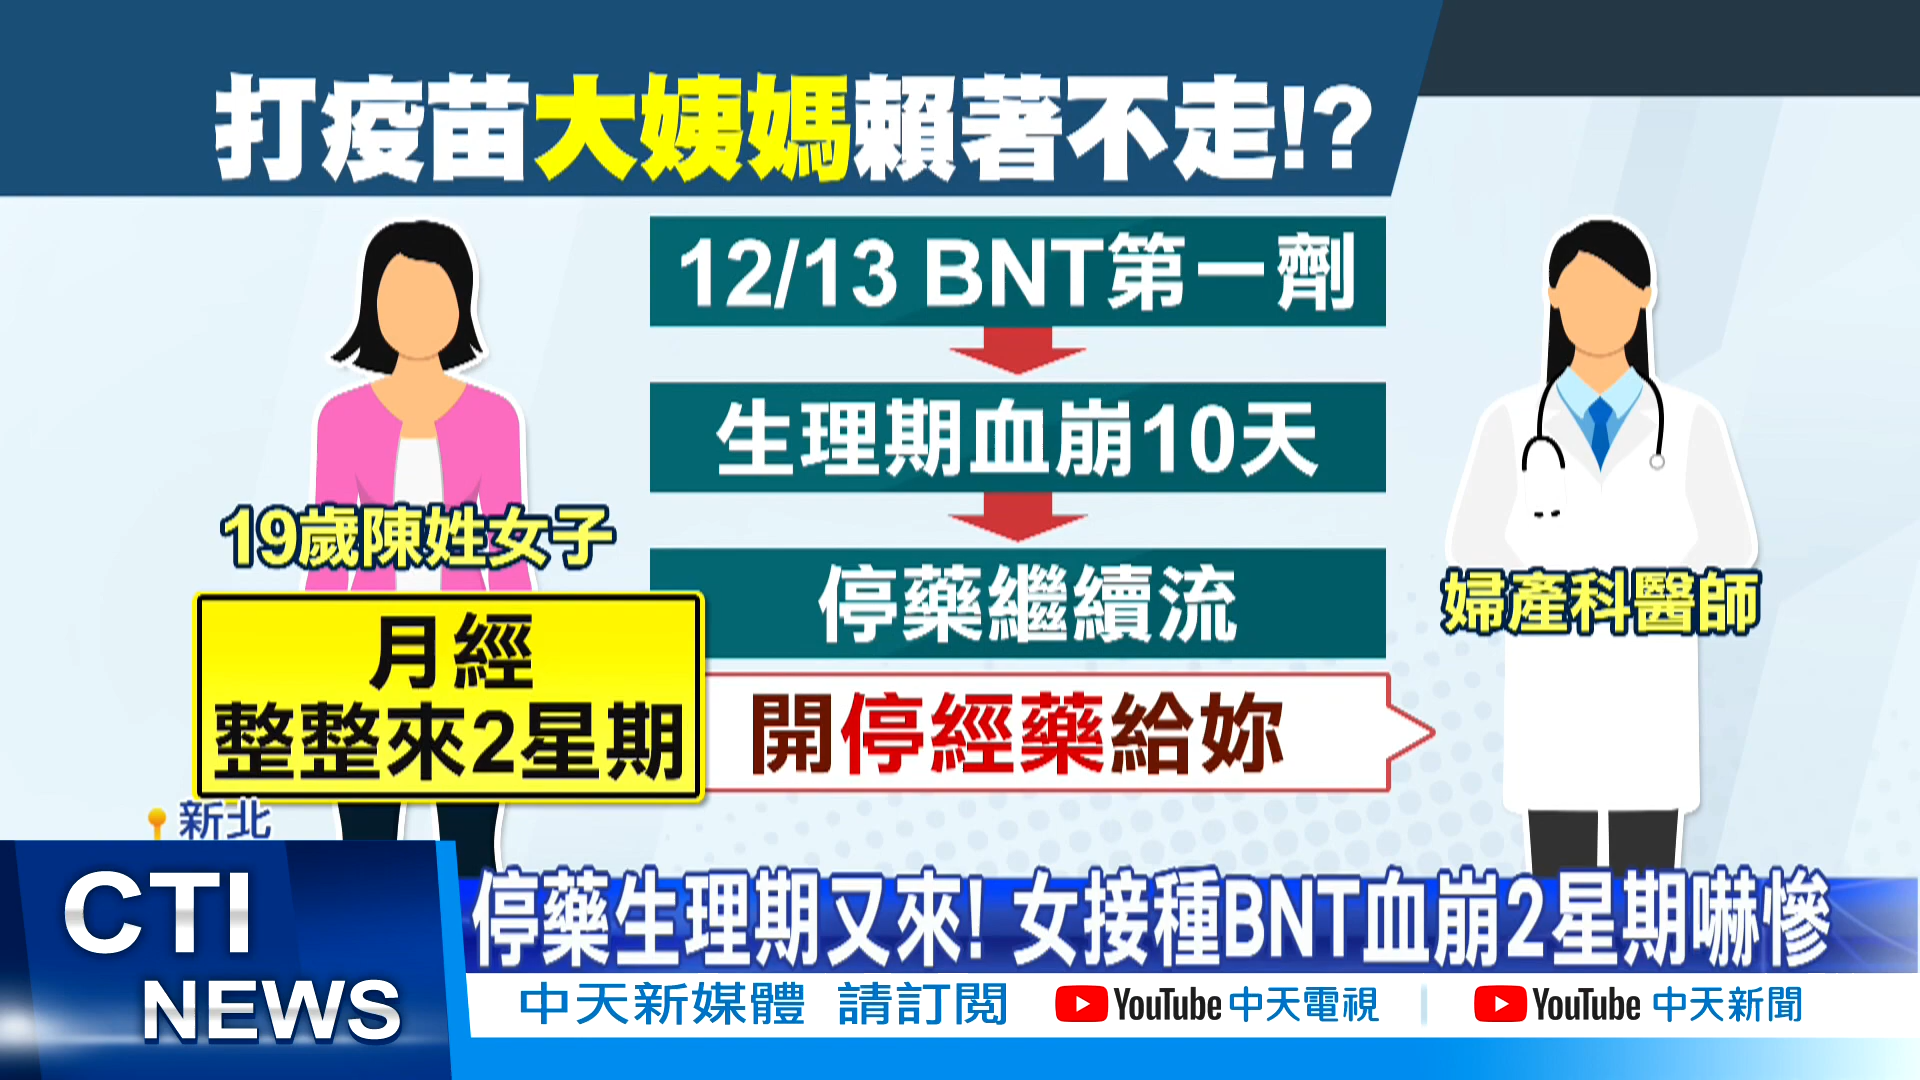 打疫苗大姨媽賴著不走!?
12/13 BNT第一劑
生理期血崩10天
停藥繼續流
開停經藥給妳
19歲陳姓女子
月經
整整來2星期
婦產科醫師
新北
CTI
NEWS
停藥生理期又來! 女接種BNT血崩2星期嚇慘
中天新媒體 請訂閱 YouTube 中天電視 | YouTube 中天新聞